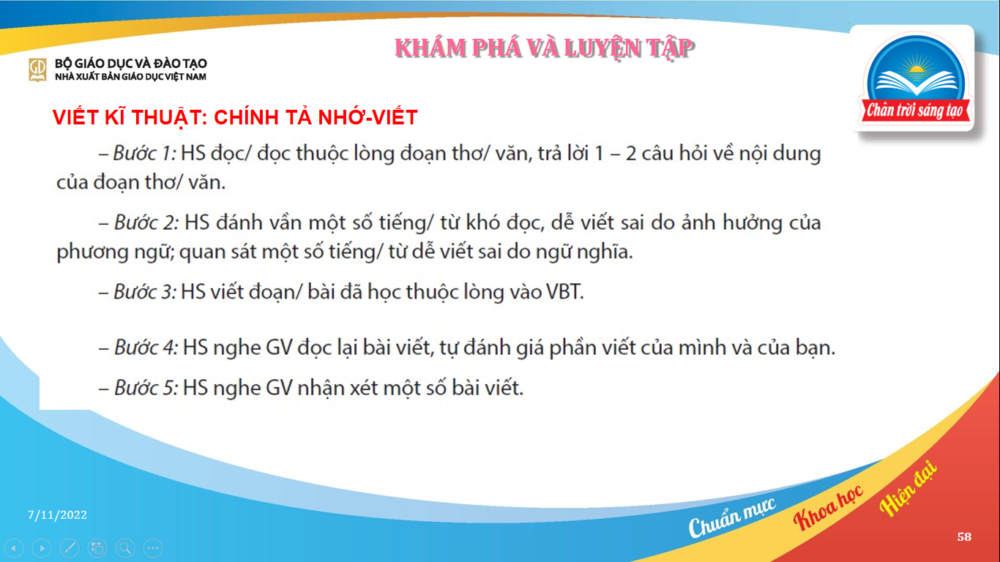 KHÁM PHÁ VÀ LUYỆN TẬP
BỘ GIÁO DỤC VÀ ĐÀO TẠO
NHÀ XUẤT BẢN GIÁO DỤC VIỆT NAM
Chân trời sáng tạo
VIẾT KĨ THUẬT: CHÍNH TẢ NHỚ-VIẾT
– Bước 1: HS đọc/ đọc thuộc lòng đoạn thơ/ văn, trả lời 1 – 2 câu hỏi về nội dung
của đoạn thơ/ văn.
– Bước 2: HS đánh vần một số tiếng/ từ khó đọc, dễ viết sai do ảnh hưởng của
phương ngữ; quan sát một số tiếng/ từ dễ viết sai do ngữ nghĩa.
– Bước 3: HS viết đoạn/ bài đã học thuộc lòng vào VBT.
– Bước 4: HS nghe GV đọc lại bài viết, tự đánh giá phần viết của mình và của bạn.
– Bước 5: HS nghe GV nhận xét một số bài viết.
7/11/2022
Chuẩn mực
Khoa học
Hiện đại
58